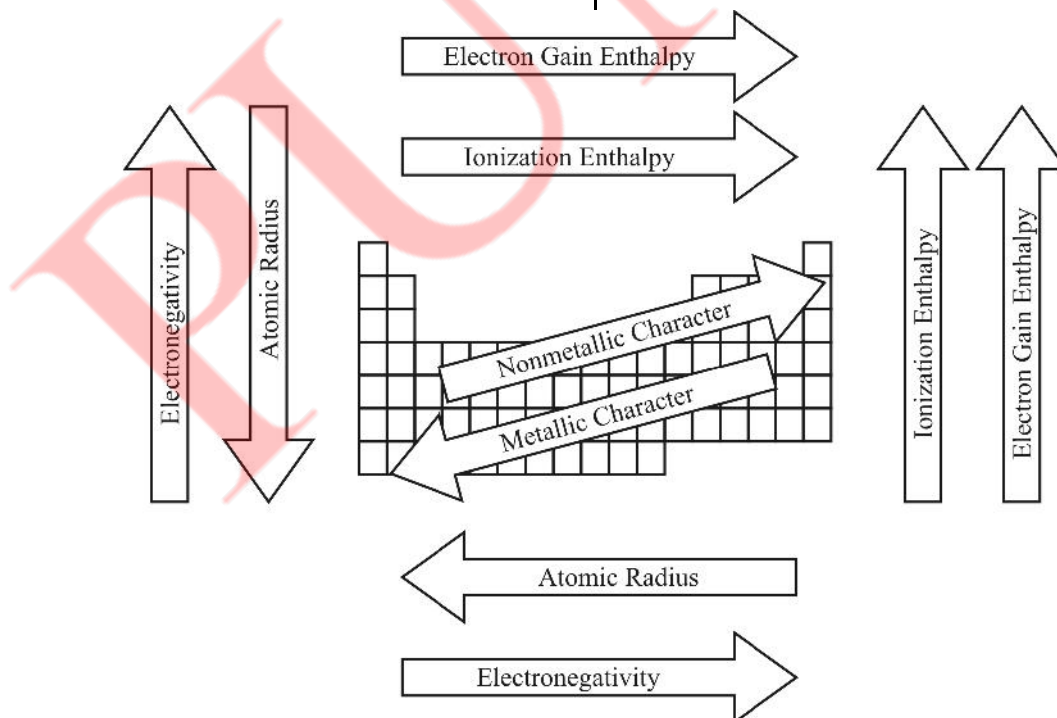 Electron Gain Enthalpy
Ionization Enthalpy
Electronegativity
Atomic Radius
Nonmetallic Character
Metallic Character
Ionization Enthalpy
Electron Gain Enthalpy
Atomic Radius
Electronegativity